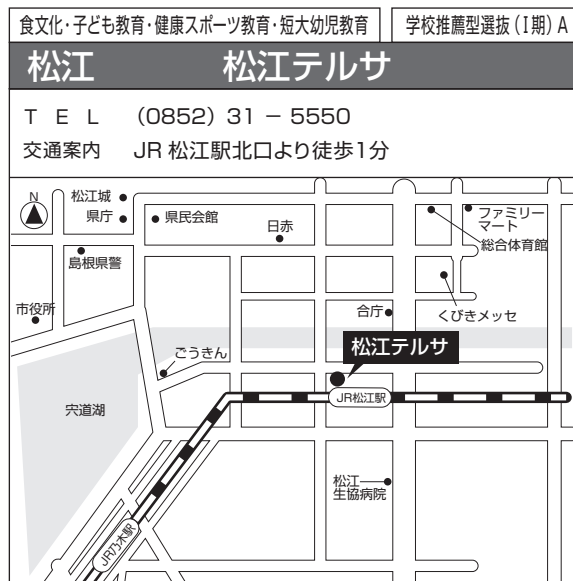 食文化・子ども教育・健康スポーツ教育・短大幼児教育
学校推薦型選抜(Ⅰ期)A
松江 松江テルサ
TEL (0852)31－5550
交通案内 JR松江駅北口より徒歩1分
N
松江城
県庁
県民会館
日赤
ファミリー
マート
総合体育館
島根県警
市役所
合庁
くびきメッセ
ごうぎん
松江テルサ
JR松江駅
宍道湖
松江
生協病院
JR乃木駅